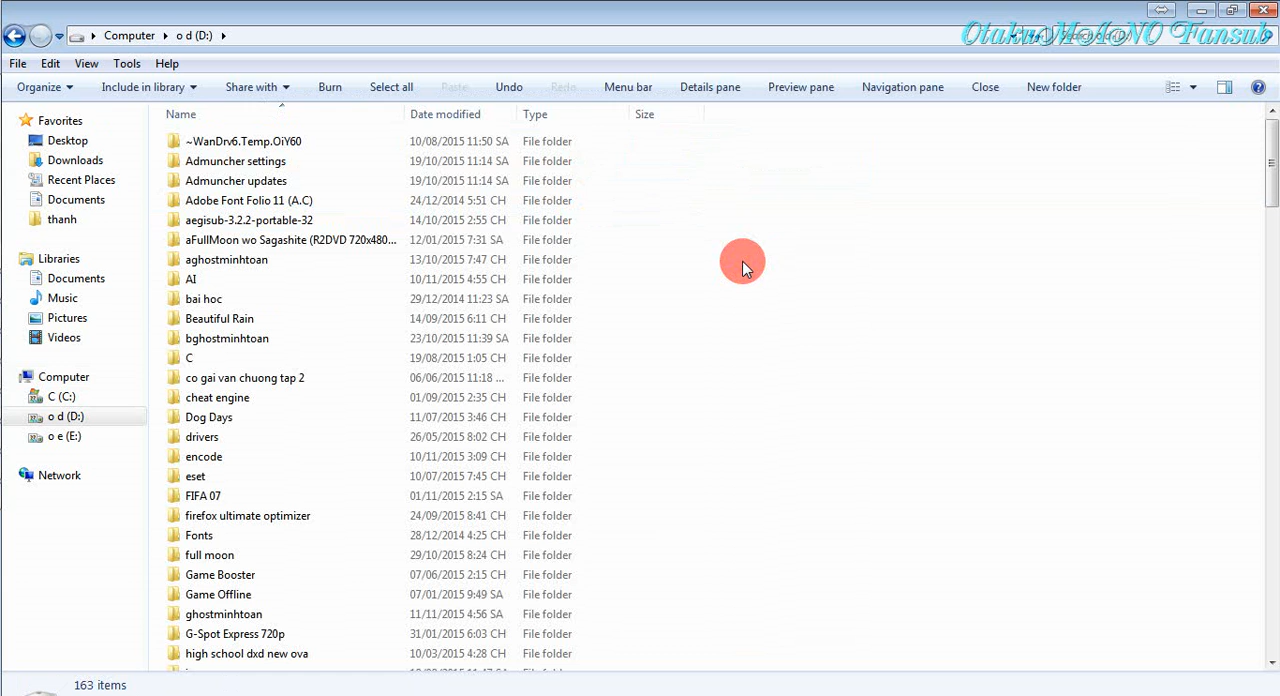 Computer o d (D:)
OtakuMAINO Fansub
File Edit View Tools Help
Organize Include in library Share with Burn Select all Paste Undo Redo Menu bar Details pane Preview pane Navigation pane Close New folder
Favorites
Desktop
Downloads
Recent Places
Documents
thanh
Libraries
Documents
Music
Pictures
Videos
Computer
C (C:)
o d (D:)
o e (E:)
Network
Name Date modified Type Size
~WanDrv6.Temp.OiY60 10/08/2015 11:50 SA File folder
Admuncher settings 19/10/2015 11:14 SA File folder
Admuncher updates 19/10/2015 11:14 SA File folder
Adobe Font Folio 11 (A.C) 24/12/2014 5:51 CH File folder
aegisub-3.2.2-portable-32 14/10/2015 2:55 CH File folder
aFullMoon wo Sagashite (R2DVD 720x480... 12/01/2015 7:31 SA File folder
aghostminhtoan 13/10/2015 7:47 CH File folder
AI 10/11/2015 4:55 CH File folder
bai hoc 29/12/2014 11:23 SA File folder
Beautiful Rain 14/09/2015 6:11 CH File folder
bghostminhtoan 23/10/2015 11:39 SA File folder
C 19/08/2015 1:05 CH File folder
co gai van chuong tap 2 06/06/2015 11:18 ... File folder
cheat engine 01/09/2015 2:35 CH File folder
Dog Days 11/07/2015 3:46 CH File folder
drivers 26/05/2015 8:02 CH File folder
encode 10/11/2015 3:09 CH File folder
eset 10/07/2015 7:45 CH File folder
FIFA 07 01/11/2015 2:15 SA File folder
firefox ultimate optimizer 24/09/2015 8:41 CH File folder
Fonts 28/12/2014 4:25 CH File folder
full moon 29/10/2015 8:24 CH File folder
Game Booster 07/06/2015 2:15 CH File folder
Game Offline 07/01/2015 9:49 SA File folder
ghostminhtoan 11/11/2015 4:56 SA File folder
G-Spot Express 720p 31/01/2015 6:03 CH File folder
high school dxd new ova 10/03/2015 4:28 CH File folder
163 items